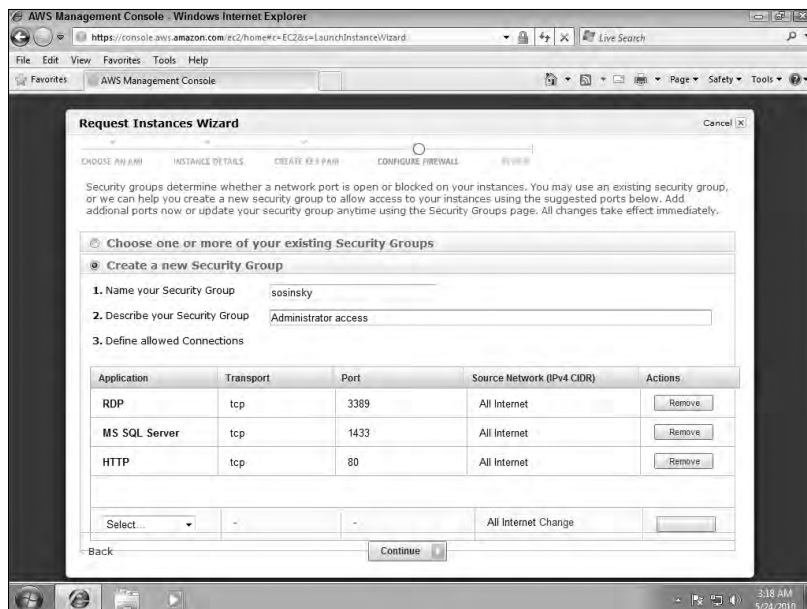 AWS Management Console - Windows Internet Explorer
https://console.aws.amazon.com/ec2/home#c=EC2&s=LaunchInstanceWizard
Live Search
File Edit View Favorites Tools Help
Favorites AWS Management Console Page Safety Tools
Request Instances Wizard Cancel
CHOOSE AN AMI INSTANCE DETAILS CREATE KEY PAIR CONFIGURE FIREWALL REVIEW
Security groups determine whether a network port is open or blocked on your instances. You may use an existing security group,
or we can help you create a new security group to allow access to your instances using the suggested ports below. Add
addional ports now or update your security group anytime using the Security Groups page. All changes take effect immediately.
Choose one or more of your existing Security Groups
Create a new Security Group
1. Name your Security Group sosinsky
2. Describe your Security Group Administrator access
3. Define allowed Connections
Application Transport Port Source Network (IPv4 CIDR) Actions
RDP tcp 3389 All Internet Remove
MS SQL Server tcp 1433 All Internet Remove
HTTP tcp 80 All Internet Remove
Select... - - All Internet Change
Back Continue
3:18 AM
5/24/2010